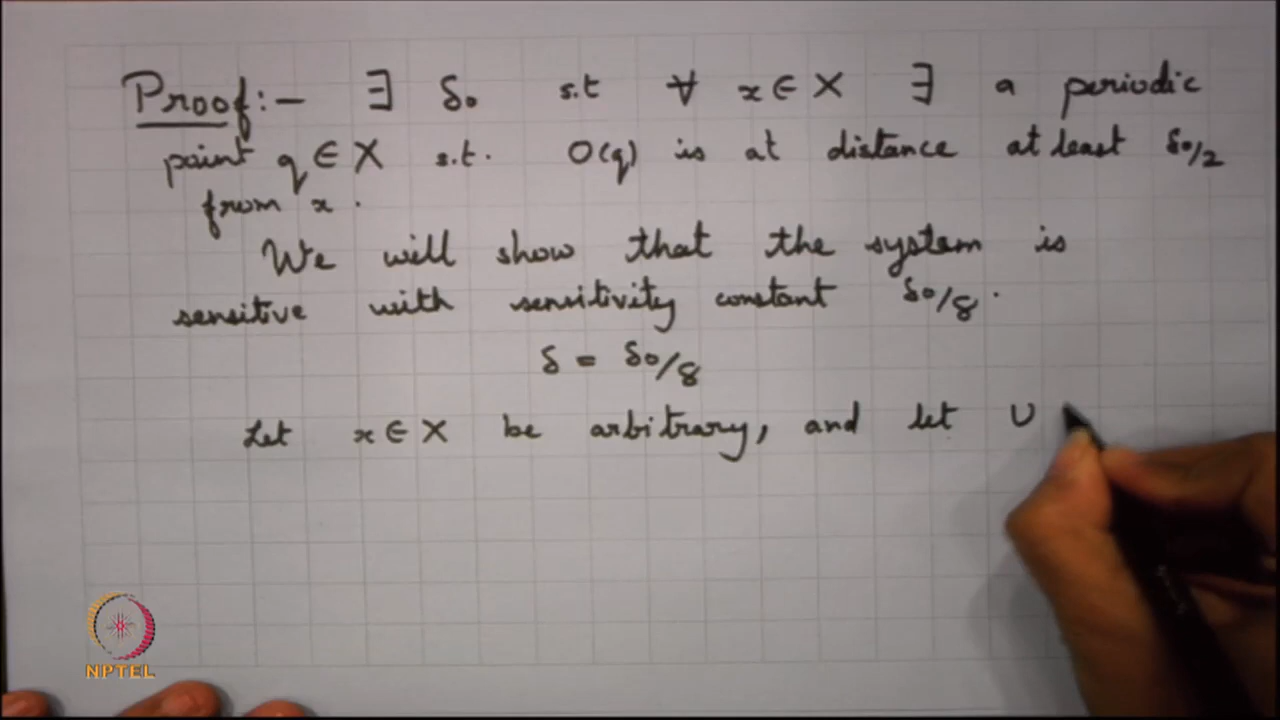 Proof:- ∃ δ₀ s.t ∀ x∈X ∃ a periodic
point q∈X s.t. O(q) is at distance at least δ₀/2
from x.
We will show that the system is
sensitive with sensitivity constant δ₀/8.
δ = δ₀/8
Let x∈X be arbitrary, and let U
NPTEL